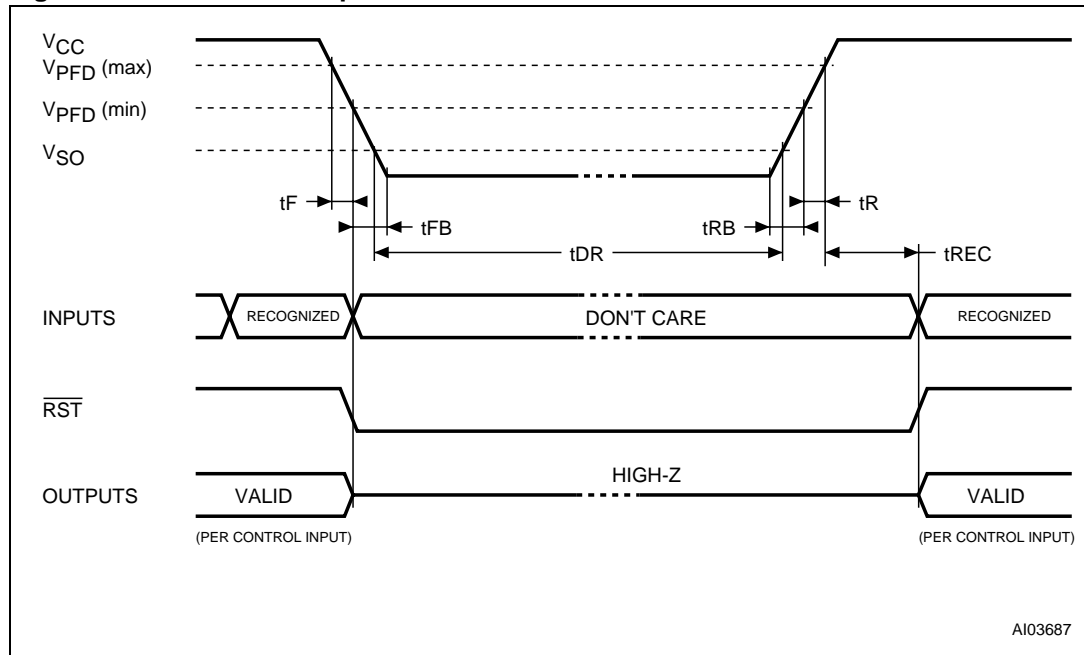 VCC
VPFD (max)
VPFD (min)
VSO
tF
tFB
tDR
tRB
tR
tREC
INPUTS
RECOGNIZED
DON'T CARE
RECOGNIZED
RST
HIGH-Z
OUTPUTS
VALID
VALID
(PER CONTROL INPUT)
(PER CONTROL INPUT)
AI03687